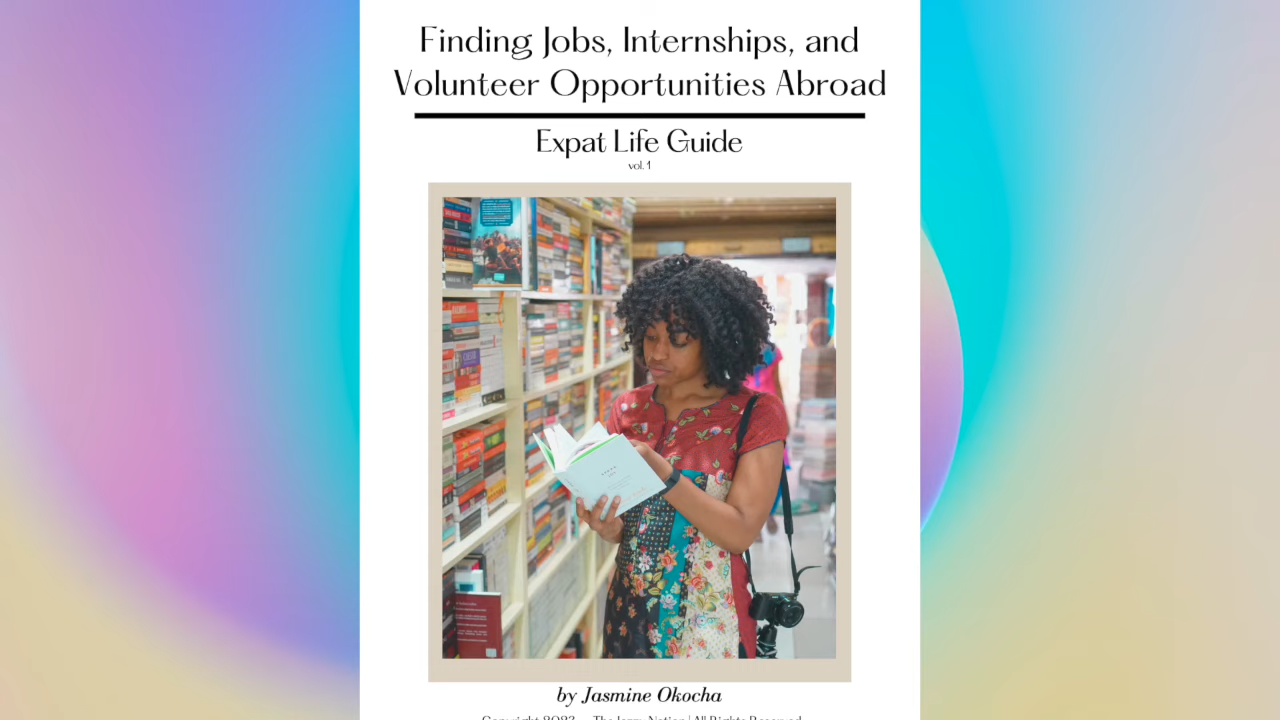 Finding Jobs, Internships, and
Volunteer Opportunities Abroad
Expat Life Guide
vol. 1
by Jasmine Okocha